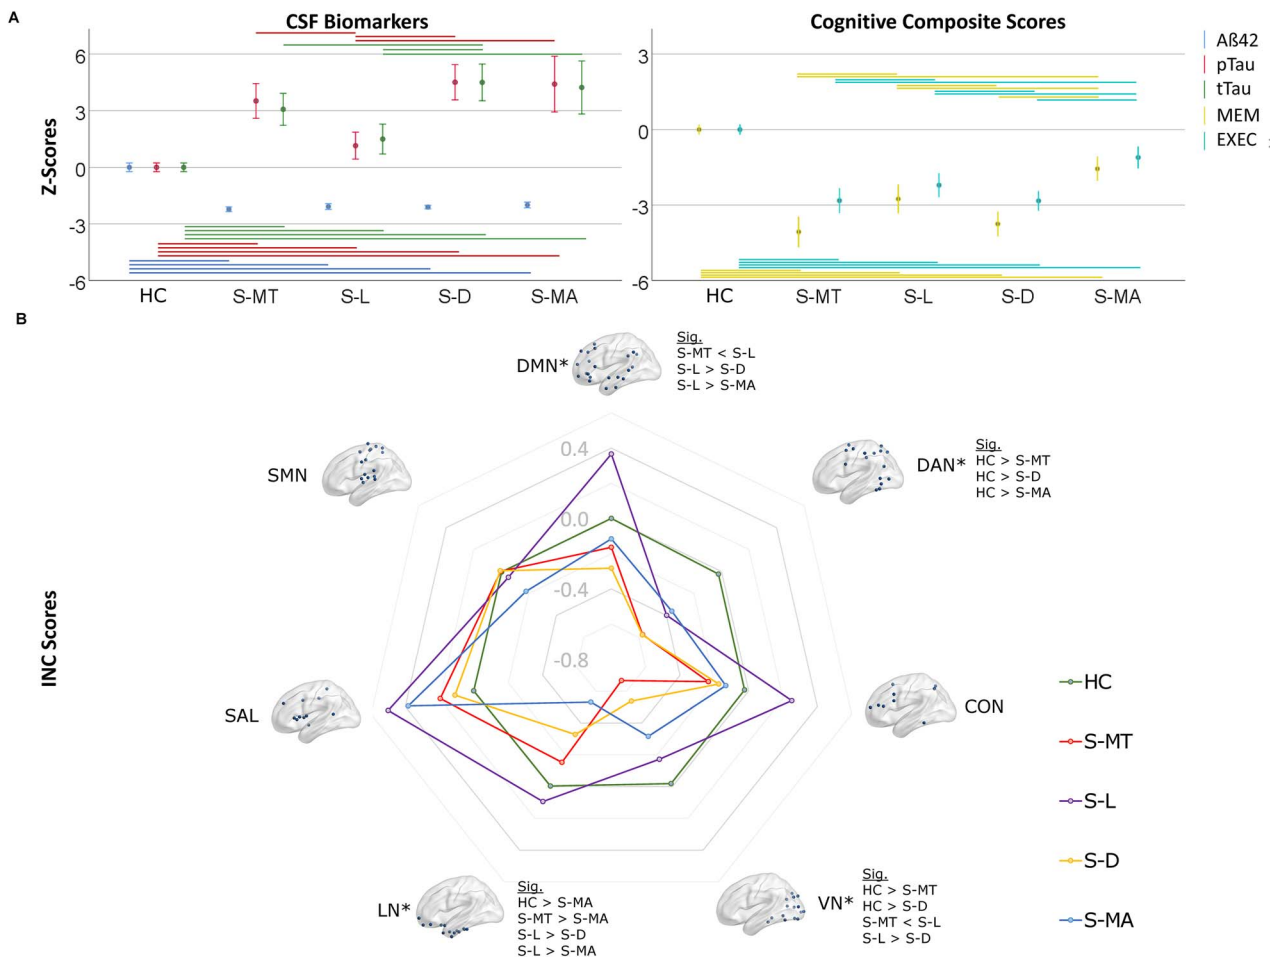 A
CSF Biomarkers
Cognitive Composite Scores
Z-Scores
6
3
0
-3
-6
HC
S-MT
S-L
S-D
S-MA
3
0
-3
-6
HC
S-MT
S-L
S-D
S-MA
Aß42
pTau
tTau
MEM
EXEC
B
INC Scores
DMN*
Sig.
S-MT < S-L
S-L > S-D
S-L > S-MA
DAN*
Sig.
HC > S-MT
HC > S-D
HC > S-MA
SMN
0.4
0.0
-0.4
-0.8
SAL
CON
LN*
Sig.
HC > S-MA
S-MT > S-MA
S-L > S-D
S-L > S-MA
VN*
Sig.
HC > S-MT
HC > S-D
S-MT < S-L
S-L > S-D
HC
S-MT
S-L
S-D
S-MA